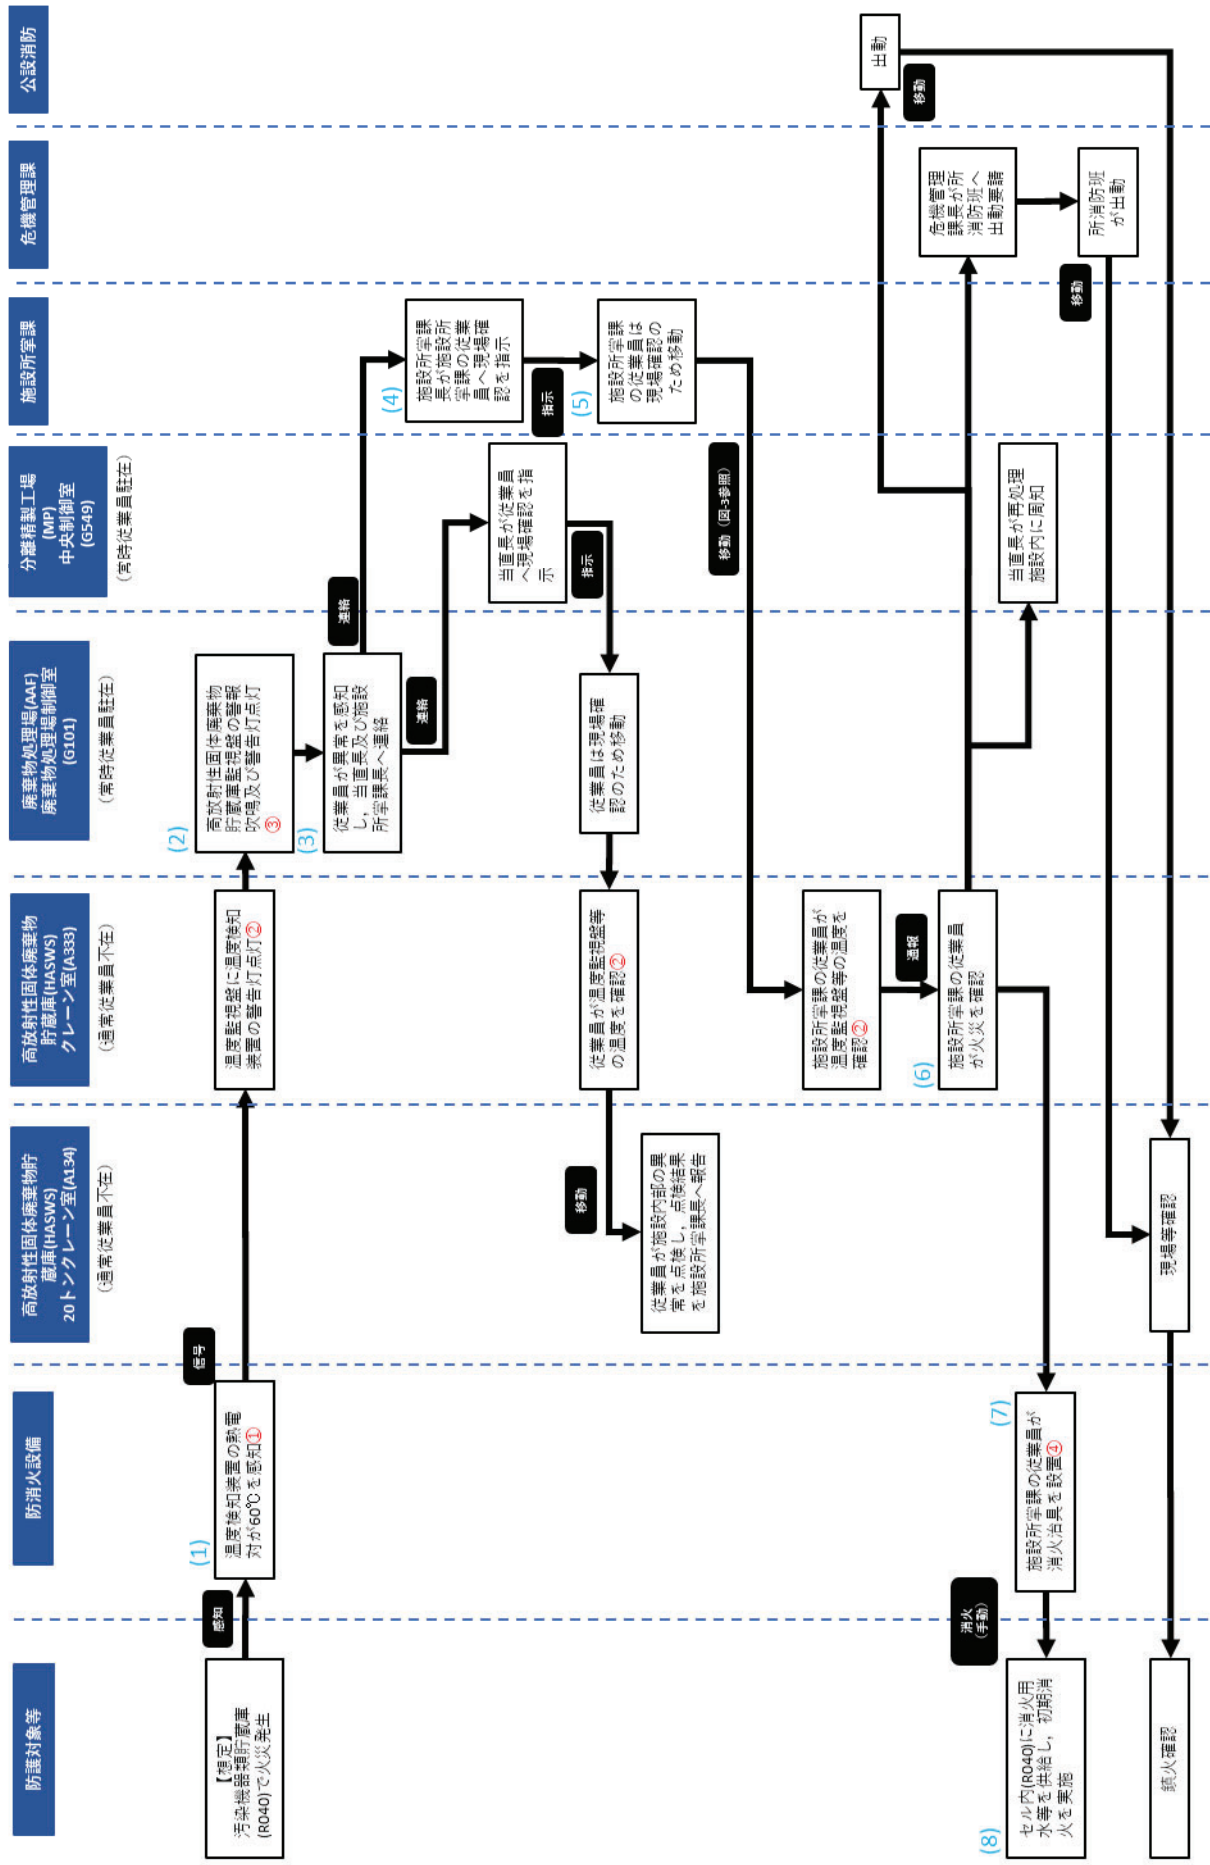 防護対象等
防消火設備
高放射性固体廃棄物貯
蔵庫(HASWS)
20トンクレーン室(A134)
(通常従業員不在)
高放射性固体廃棄物
貯蔵庫(HASWS)
クレーン室(A333)
(通常従業員不在)
廃棄物処理場(AAF)
廃棄物処理場制御室
(G101)
(常時従業員駐在)
分離精製工場
(MP)
中央制御室
(G549)
(常時従業員駐在)
施設所掌課
危機管理課
公設消防
【想定】
汚染機器類貯蔵庫
(R040)で火災発生
感知
(1)
温度検知装置の熱電
対が60℃を感知①
信号
温度監視盤に温度検知
装置の警告灯点灯②
(2)
高放射性固体廃棄物
貯蔵庫監視盤の警報
吹鳴及び警告灯点灯
③
(3)
従業員が異常を感知
し、当直長及び施設
所掌課長へ連絡
連絡
連絡
(4)
施設所掌課
長が施設所
掌課の従業
員へ現場確
認を指示
指示
当直長が従業員
へ現場確認を指
示
指示
(5)
施設所掌課
の従業員は
現場確認の
ため移動
従業員は現場確
認のため移動
従業員が温度監視盤等
の温度を確認②
移動
従業員が施設内部の異
常を点検し，点検結果
を施設所掌課長へ報告
移動（図-3参照）
施設所掌課の従業員が
温度監視盤等の温度を
確認②
通報
(6)
施設所掌課の従業員
が火災を確認
出動
移動
危機管理
課長が所
消防班へ
出動要請
所消防班
が出動
移動
当直長が再処理
施設内に周知
(7)
施設所掌課の従業員が
消火治具を設置④
消火
（手動）
(8)
セル内(R040)に消火用
水等を供給し，初期消
火を実施
現場等確認
鎮火確認